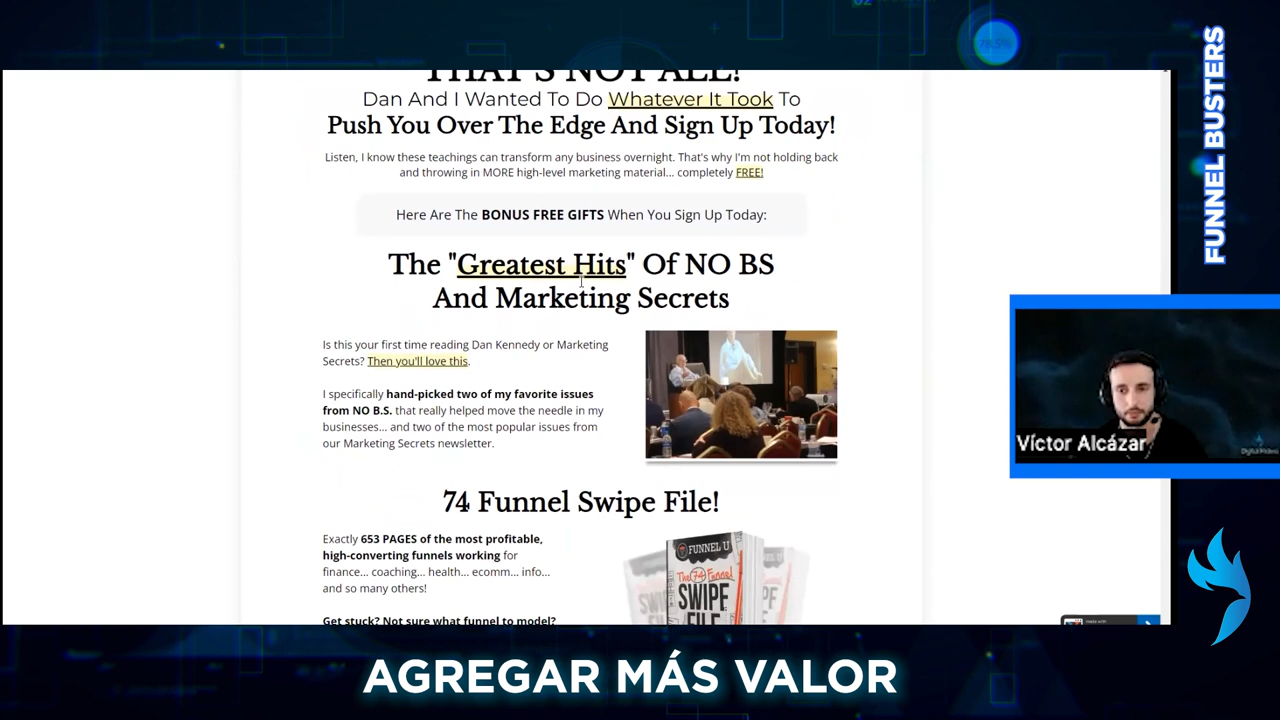 78.5%
THAT'S NOT ALL!
Dan And I Wanted To Do Whatever It Took To
Push You Over The Edge And Sign Up Today!
Listen, I know these teachings can transform any business overnight. That's why I'm not holding back
and throwing in MORE high-level marketing material... completely FREE!
Here Are The BONUS FREE GIFTS When You Sign Up Today:
The "Greatest Hits" Of NO BS
And Marketing Secrets
Is this your first time reading Dan Kennedy or Marketing
Secrets? Then you'll love this.
I specifically hand-picked two of my favorite issues
from NO B.S. that really helped move the needle in my
businesses... and two of the most popular issues from
our Marketing Secrets newsletter.
74 Funnel Swipe File!
Exactly 653 PAGES of the most profitable,
high-converting funnels working for
finance... coaching... health... ecomm... info...
and so many others!
Get stuck? Not sure what funnel to model?
FUNNEL U
The 74 Funnel
SWIPE
FILE
FUNNEL BUSTERS
Víctor Alcázar
AGREGAR MÁS VALOR